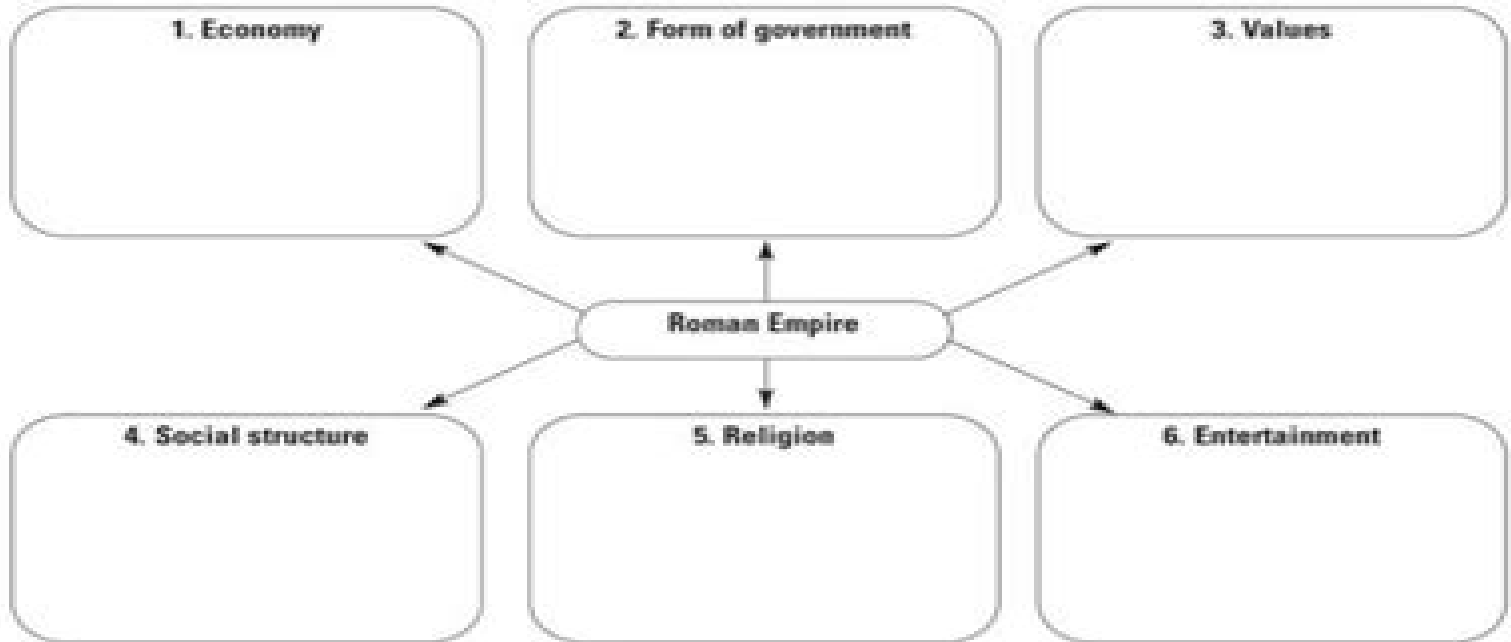 1. Economy
2. Form of government
3. Values
Roman Empire
4. Social structure
5. Religion
6. Entertainment